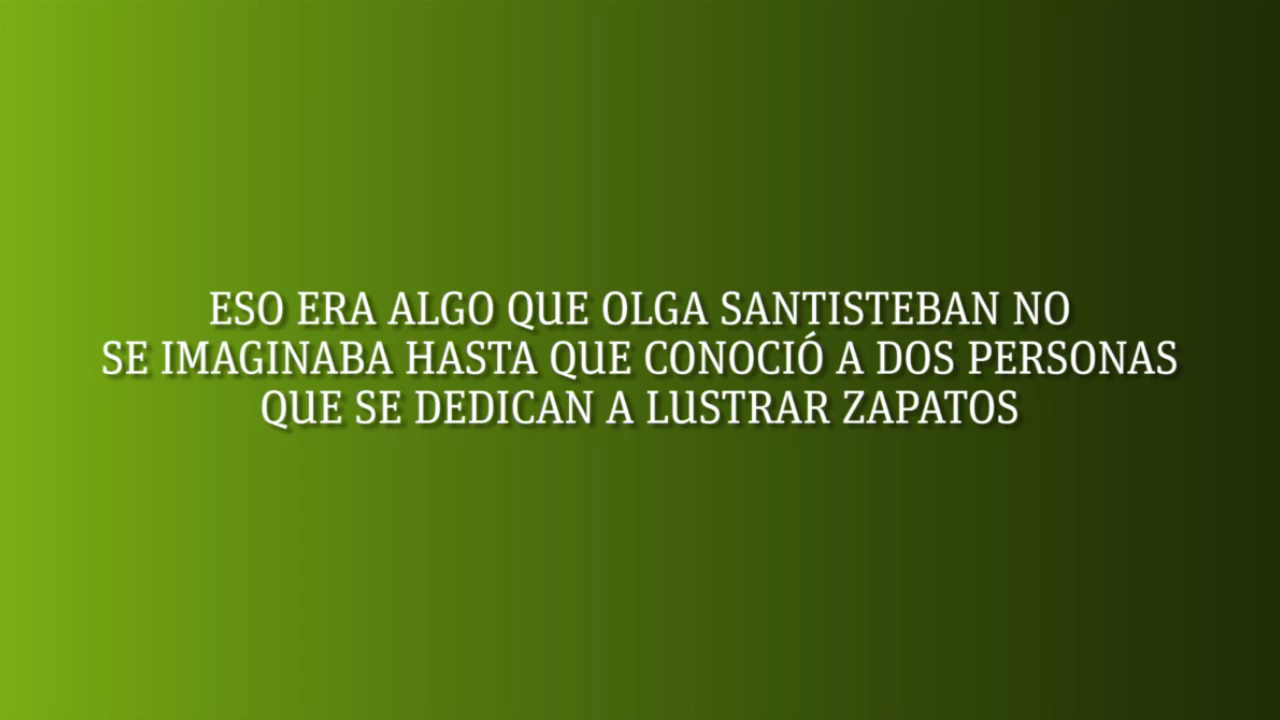 ESO ERA ALGO QUE OLGA SANTISTEBAN NO
SE IMAGINABA HASTA QUE CONOCIÓ A DOS PERSONAS
QUE SE DEDICAN A LUSTRAR ZAPATOS